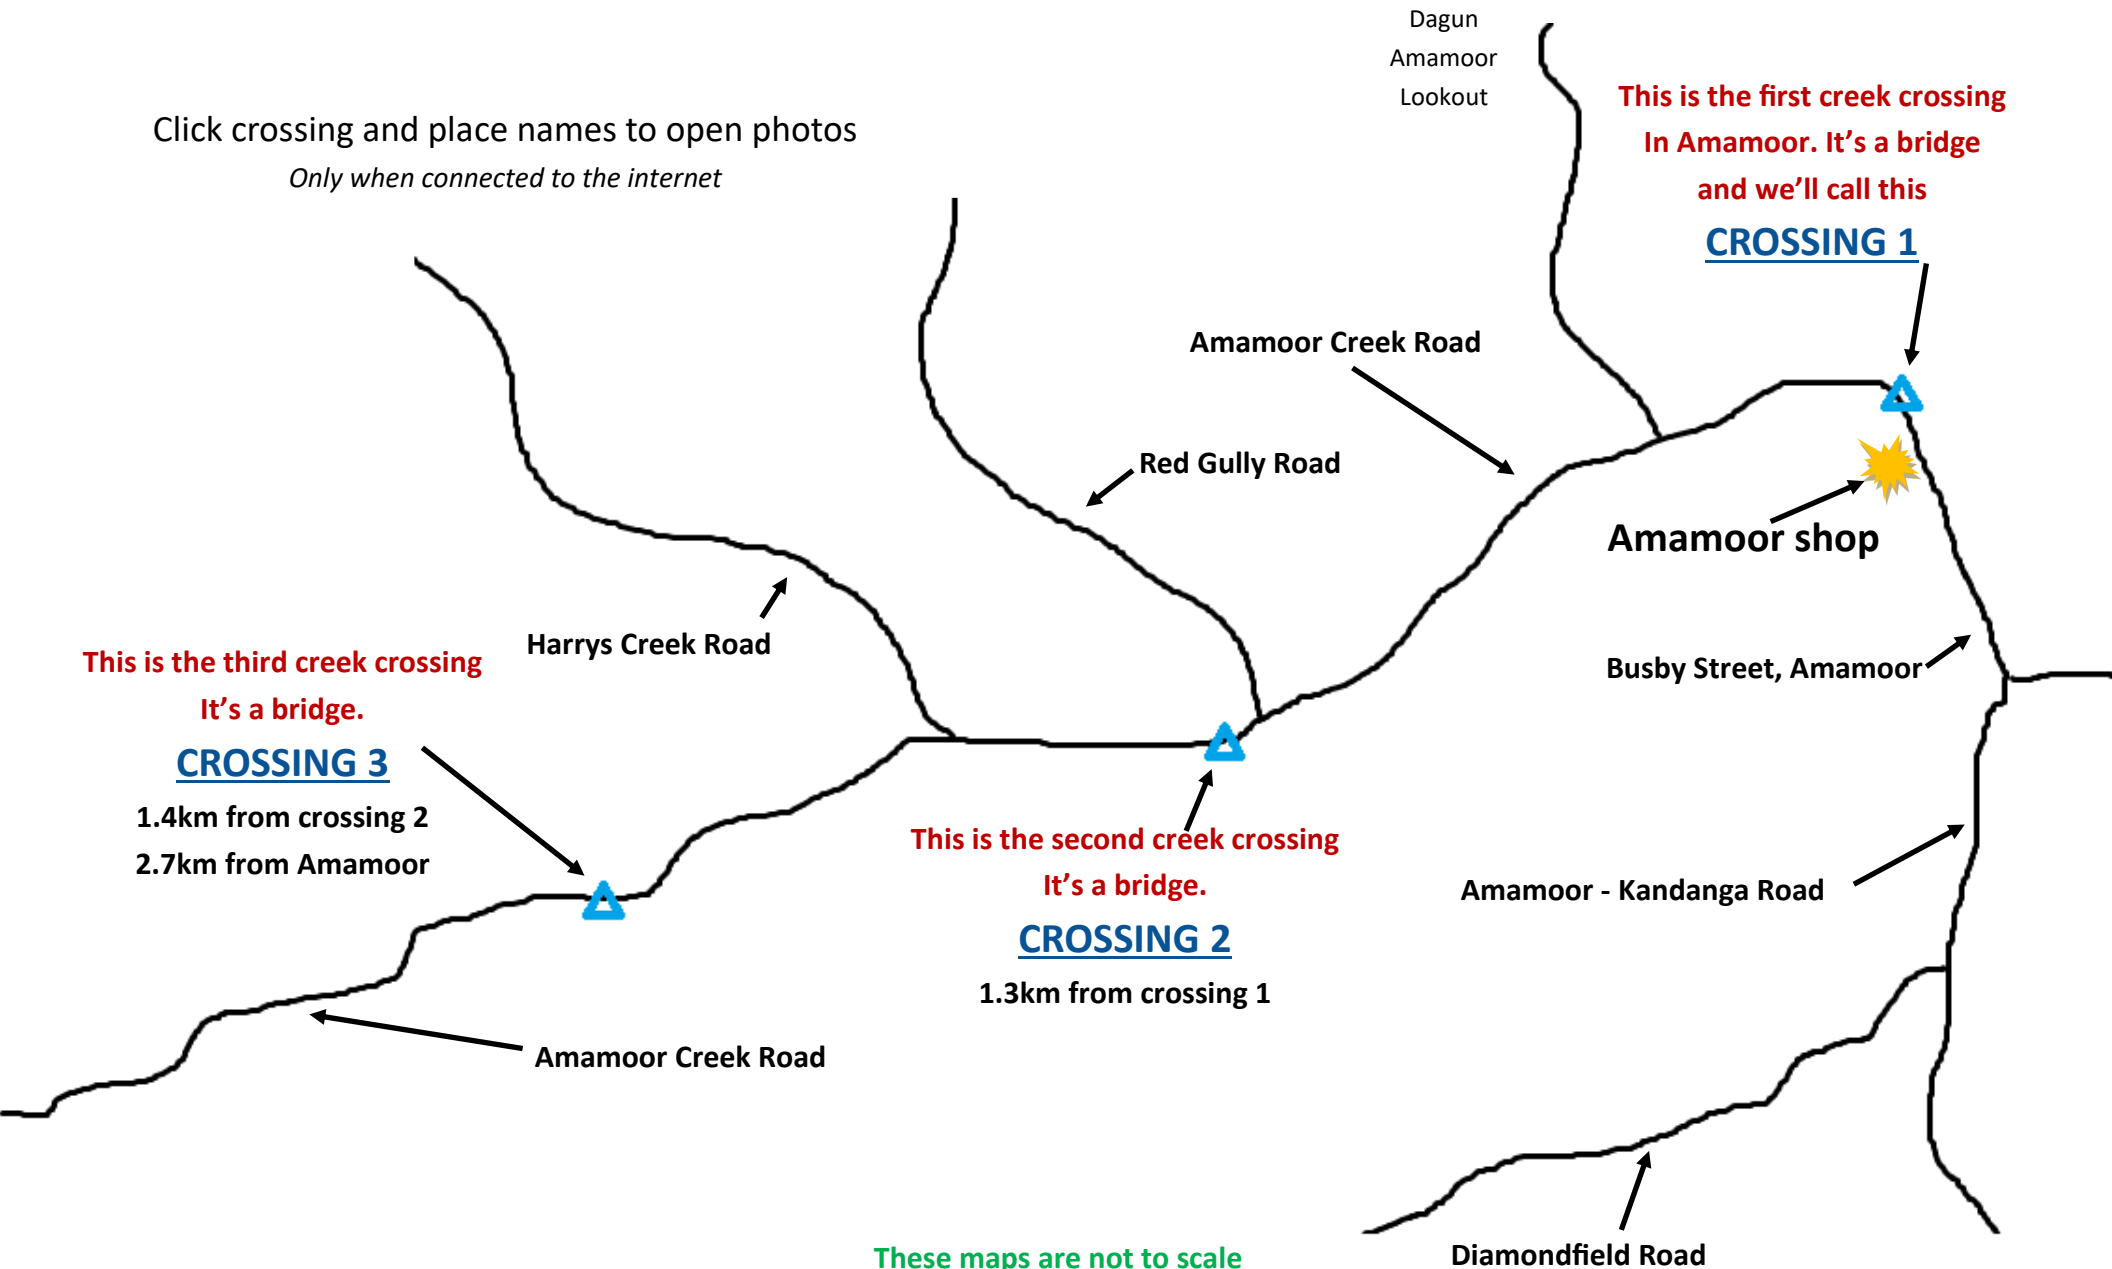 Dagun
Amamoor
Lookout
Click crossing and place names to open photos
Only when connected to the internet
This is the first creek crossing
In Amamoor. It’s a bridge
and we’ll call this
CROSSING 1
Amamoor Creek Road
Red Gully Road
Amamoor shop
Harrys Creek Road
Busby Street, Amamoor
This is the third creek crossing
It’s a bridge.
CROSSING 3
1.4km from crossing 2
2.7km from Amamoor
This is the second creek crossing
It’s a bridge.
CROSSING 2
1.3km from crossing 1
Amamoor - Kandanga Road
Amamoor Creek Road
These maps are not to scale
Diamondfield Road